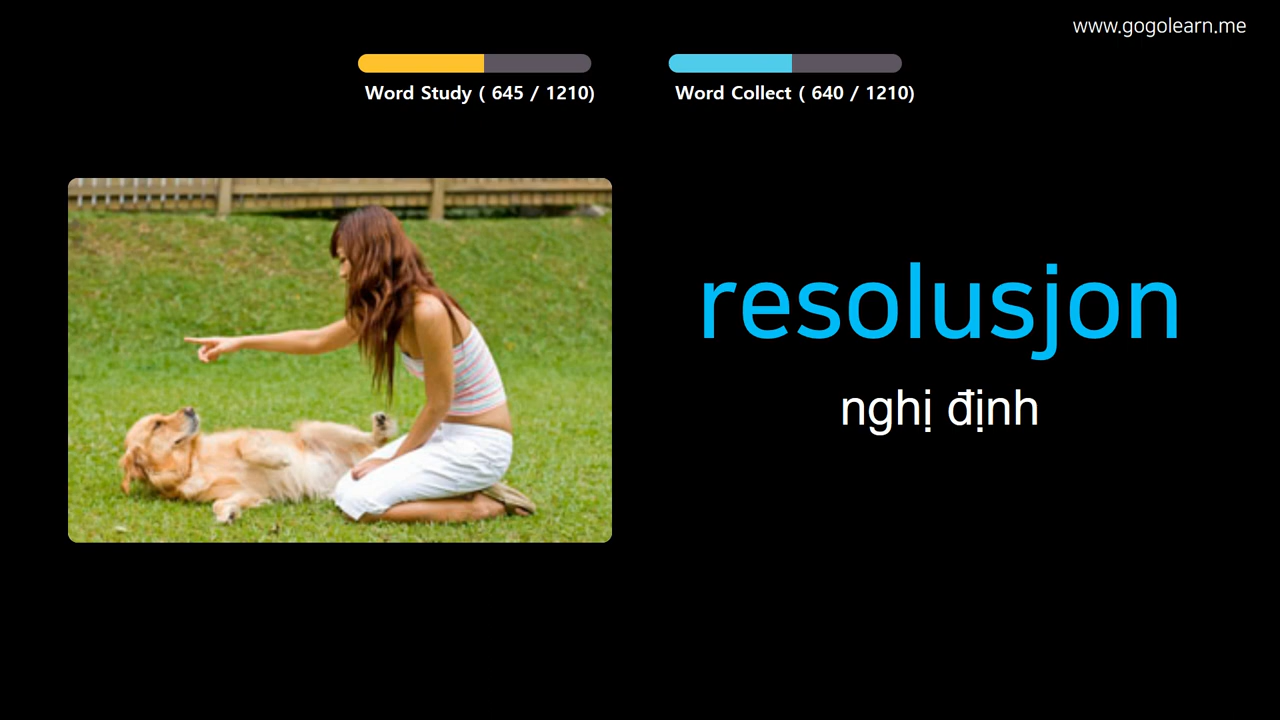 www.gogolearn.me
Word Study ( 645 / 1210)
Word Collect ( 640 / 1210)
resolusjon
nghị định